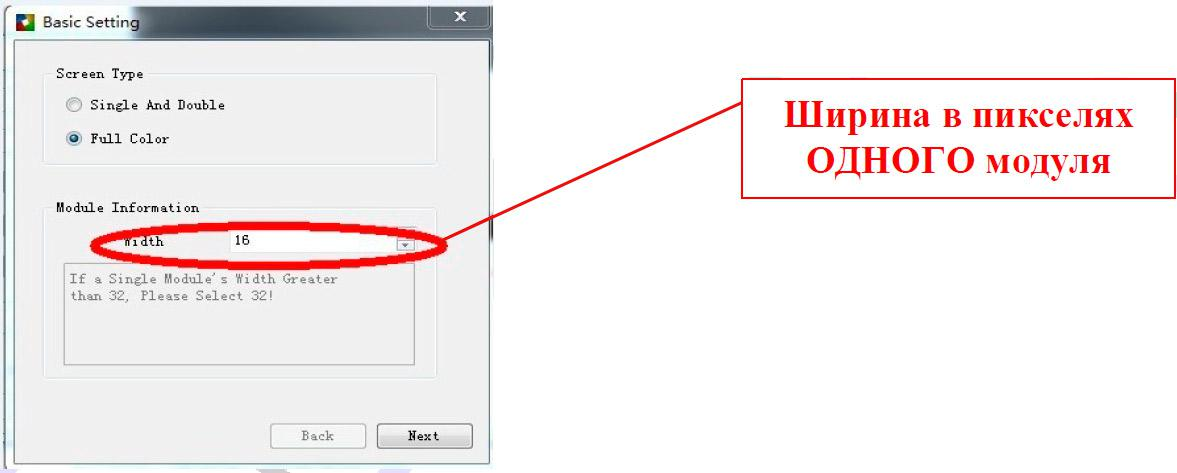 Basic Setting
Screen Type
Single And Double
Full Color
Module Information
Width 16
If a Single Module's Width Greater
than 32, Please Select 32!
Back Next
Ширина в пикселях
ОДНОГО модуля